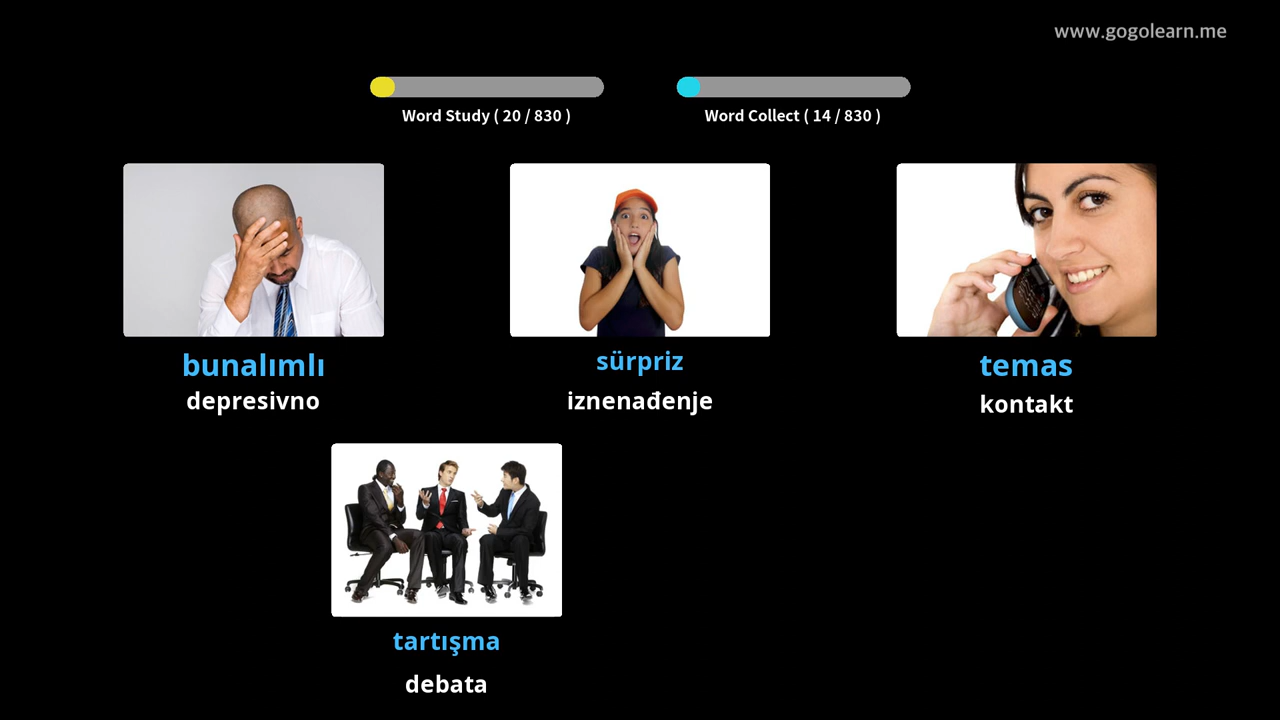 www.gogolearn.me
Word Study ( 20 / 830 )
Word Collect ( 14 / 830 )
bunalımlı
depresivno
sürpriz
iznenađenje
temas
kontakt
tartışma
debata